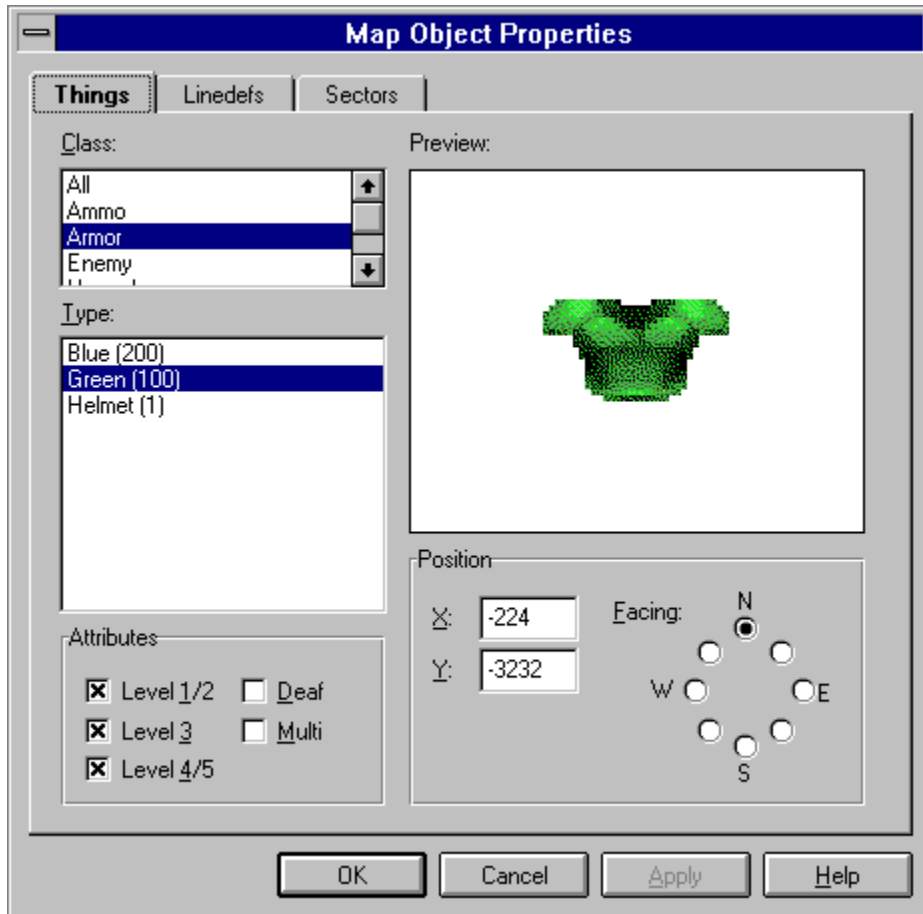 Map Object Properties
Things Linedefs Sectors
Class:
All
Ammo
Armor
Enemy
Type:
Blue (200)
Green (100)
Helmet (1)
Attributes
Level 1/2 Deaf
Level 3 Multi
Level 4/5
Preview:
Position
X: -224
Y: -3232
Facing:
N
W E
S
OK Cancel Apply Help